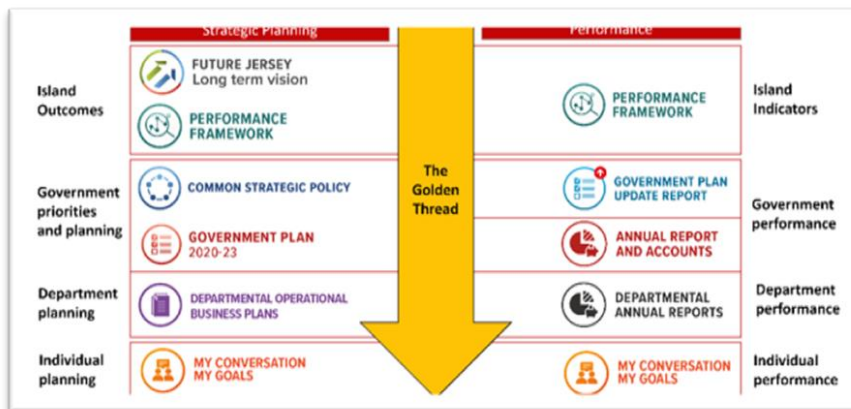 Strategic Planning
Performance
Island
Outcomes
FUTURE JERSEY
Long term vision
PERFORMANCE
FRAMEWORK
PERFORMANCE
FRAMEWORK
Island
Indicators
The
Golden
Thread
Government
priorities
and planning
COMMON STRATEGIC POLICY
GOVERNMENT PLAN
2020-23
GOVERNMENT PLAN
UPDATE REPORT
ANNUAL REPORT
AND ACCOUNTS
Government
performance
Department
planning
DEPARTMENTAL OPERATIONAL
BUSINESS PLANS
DEPARTMENTAL
ANNUAL REPORTS
Department
performance
Individual
planning
MY CONVERSATION
MY GOALS
MY CONVERSATION
MY GOALS
Individual
performance